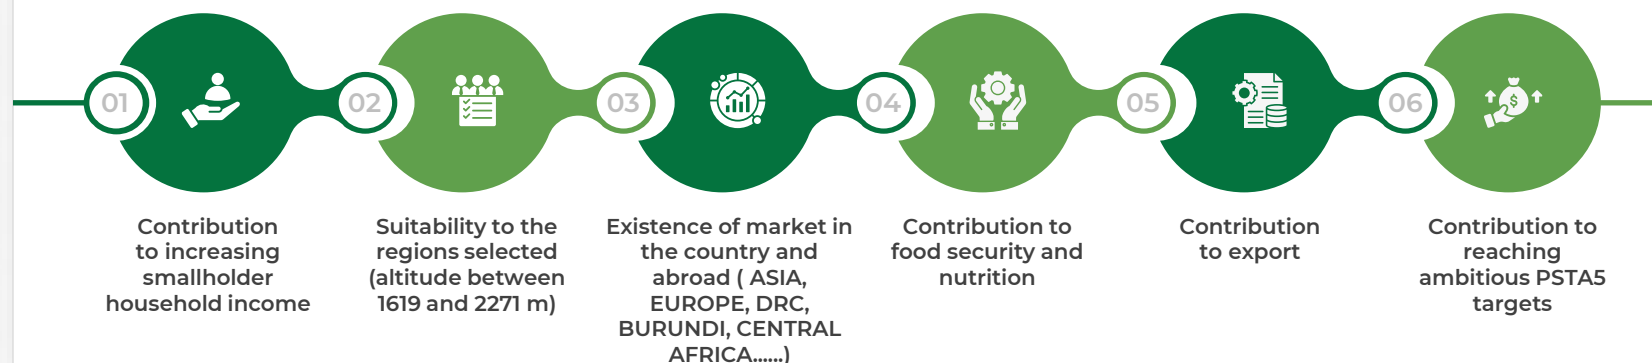 01
02
03
04
05
06
Contribution
to increasing
smallholder
household income
Suitability to the
regions selected
(altitude between
1619 and 2271 m)
Existence of market in
the country and
abroad ( ASIA,
EUROPE, DRC,
BURUNDI, CENTRAL
AFRICA......)
Contribution to
food security and
nutrition
Contribution
to export
Contribution to
reaching
ambitious PSTA5
targets